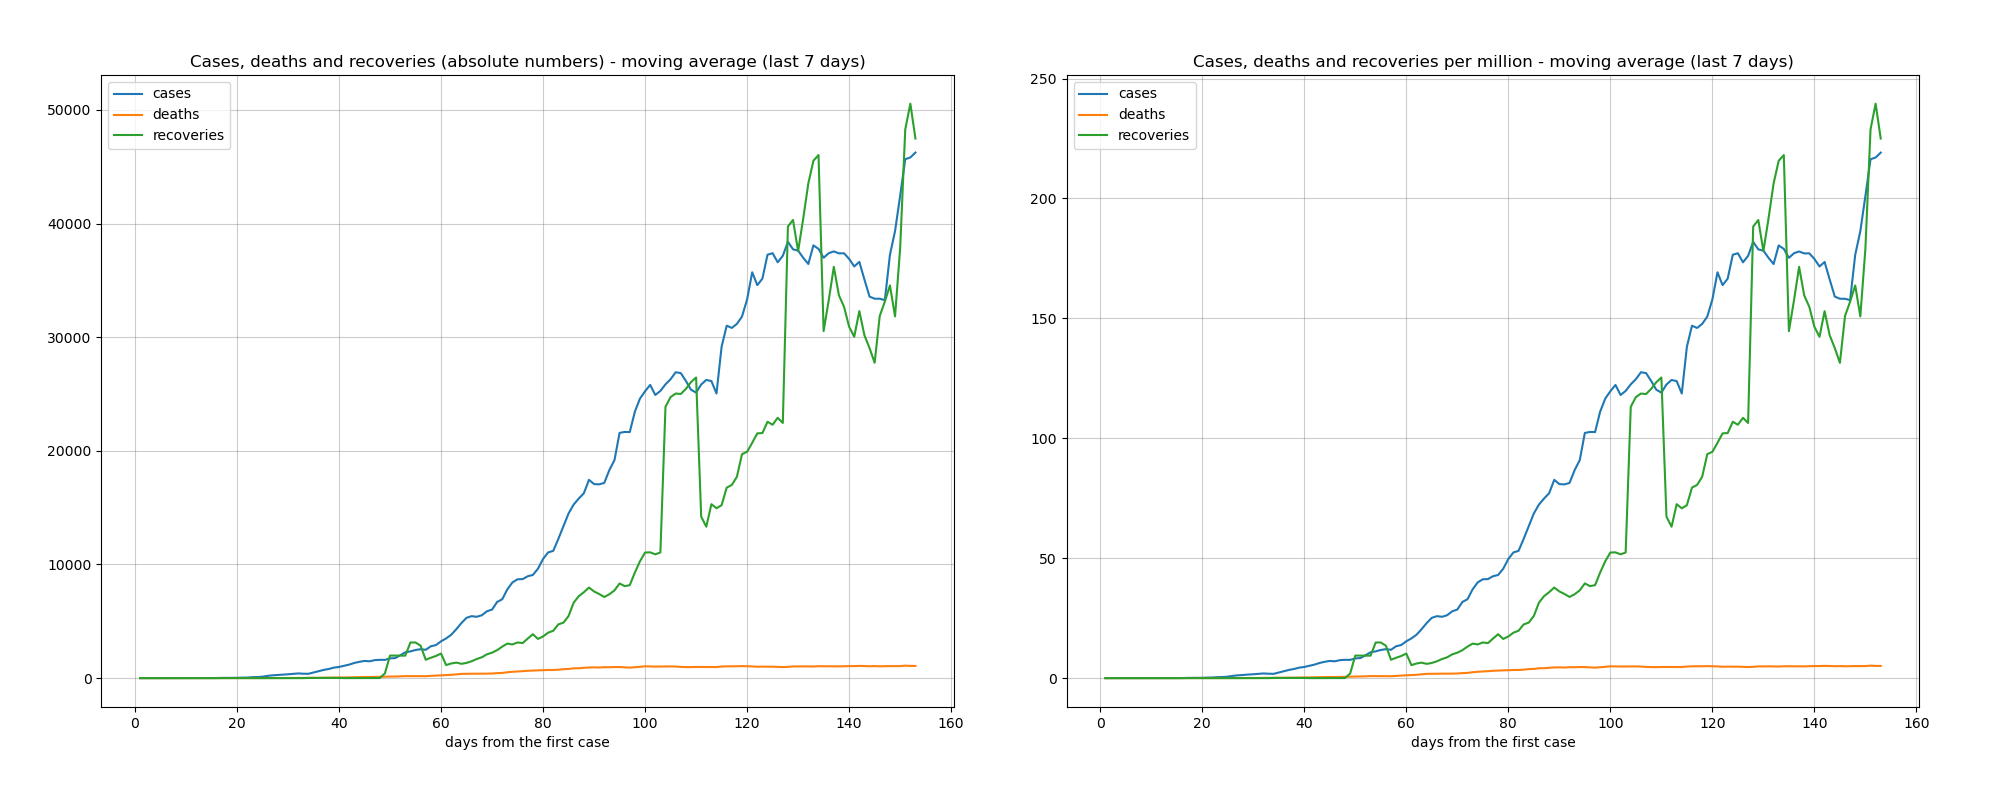 Cases, deaths and recoveries (absolute numbers) - moving average (last 7 days)
cases
deaths
recoveries
50000
40000
30000
20000
10000
0
0 20 40 60 80 100 120 140 160
days from the first case
Cases, deaths and recoveries per million - moving average (last 7 days)
cases
deaths
recoveries
250
200
150
100
50
0
0 20 40 60 80 100 120 140 160
days from the first case